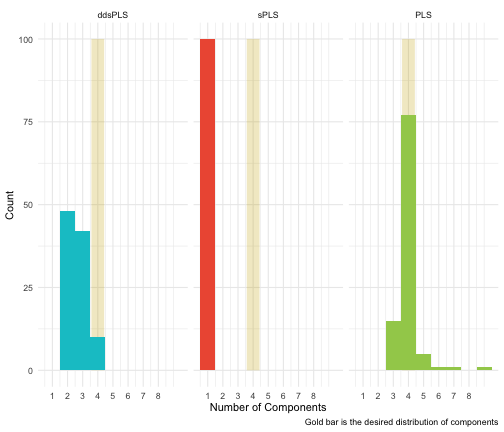 ddsPLS sPLS PLS
100
75
50
25
0
Count
1 2 3 4 5 6 7 8 1 2 3 4 5 6 7 8 1 2 3 4 5 6 7 8
Number of Components
Gold bar is the desired distribution of components